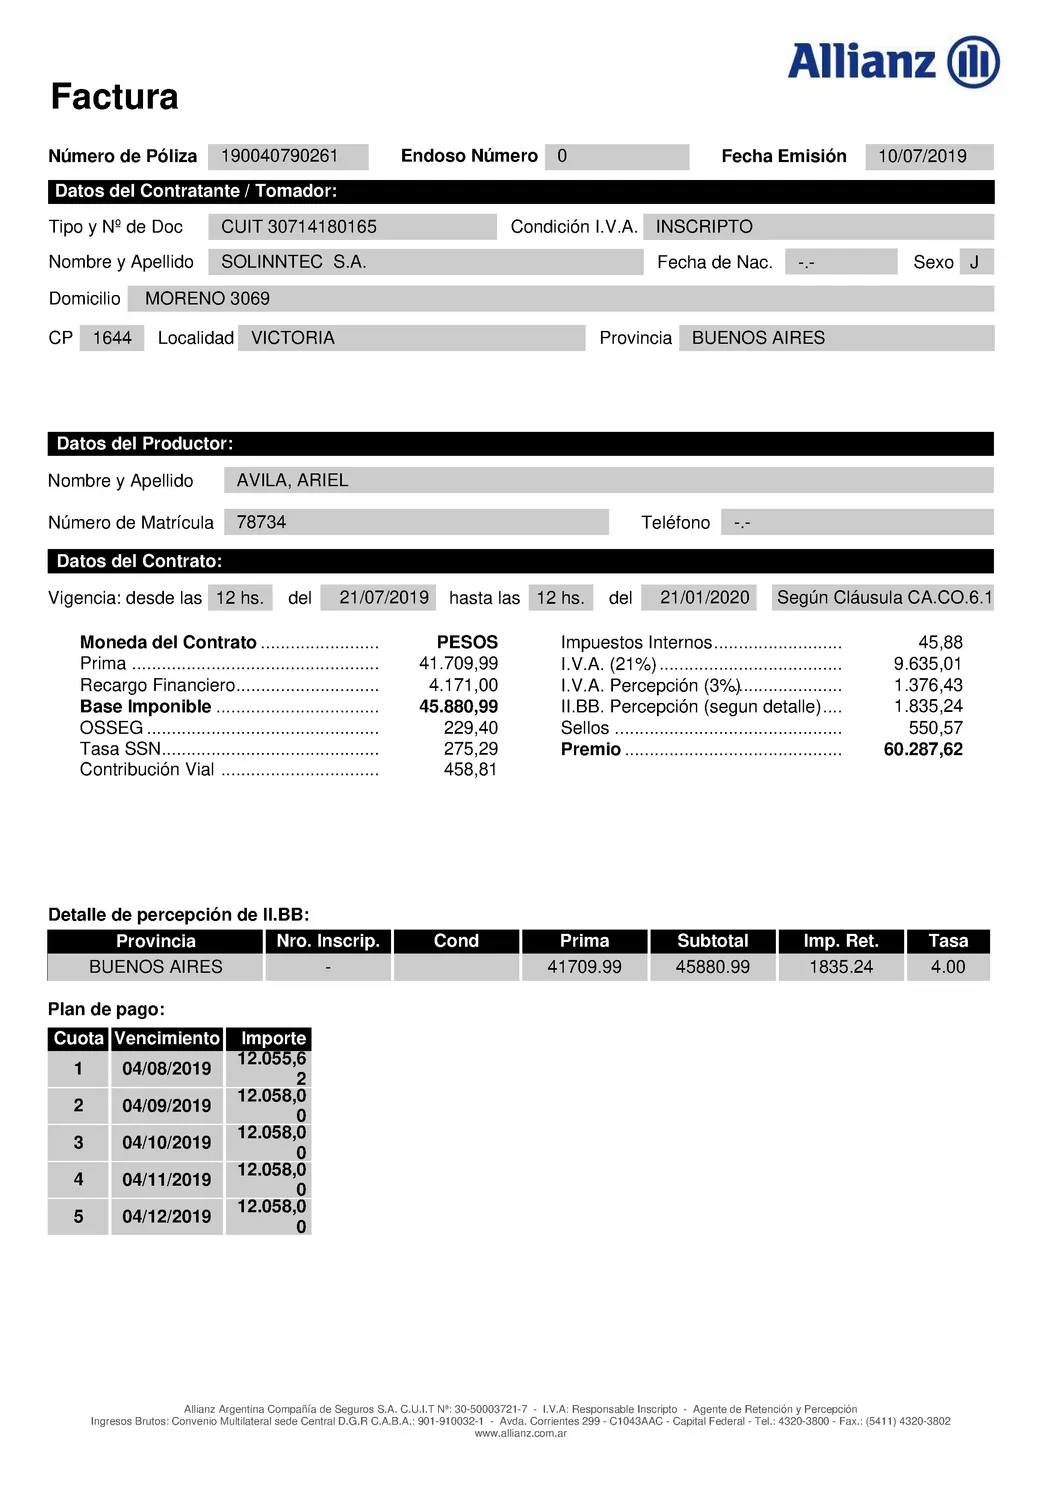 Allianz
Factura
Número de Póliza 190040790261 Endoso Número 0 Fecha Emisión 10/07/2019
Datos del Contratante / Tomador:
Tipo y Nº de Doc CUIT 30714180165 Condición I.V.A. INSCRIPTO
Nombre y Apellido SOLINNTEC S.A. Fecha de Nac. -.- Sexo J
Domicilio MORENO 3069
CP 1644 Localidad VICTORIA Provincia BUENOS AIRES
Datos del Productor:
Nombre y Apellido AVILA, ARIEL
Número de Matrícula 78734 Teléfono -.-
Datos del Contrato:
Vigencia: desde las 12 hs. del 21/07/2019 hasta las 12 hs. del 21/01/2020 Según Cláusula CA.CO.6.1
Moneda del Contrato ........................ PESOS Impuestos Internos.......................... 45,88
Prima .................................................. 41.709,99 I.V.A. (21%) ..................................... 9.635,01
Recargo Financiero............................. 4.171,00 I.V.A. Percepción (3%)..................... 1.376,43
Base Imponible ................................. 45.880,99 II.BB. Percepción (segun detalle).... 1.835,24
OSSEG ............................................... 229,40 Sellos .............................................. 550,57
Tasa SSN............................................ 275,29 Premio ............................................ 60.287,62
Contribución Vial ................................ 458,81
Detalle de percepción de II.BB:
Provincia Nro. Inscrip. Cond Prima Subtotal Imp. Ret. Tasa
BUENOS AIRES - 41709.99 45880.99 1835.24 4.00
Plan de pago:
Cuota Vencimiento Importe
1 04/08/2019 12.055,6
2
2 04/09/2019 12.058,0
0
3 04/10/2019 12.058,0
0
4 04/11/2019 12.058,0
0
5 04/12/2019 12.058,0
0
Allianz Argentina Compañía de Seguros S.A. C.U.I.T Nª: 30-50003721-7 - I.V.A: Responsable Inscripto - Agente de Retención y Percepción
Ingresos Brutos: Convenio Multilateral sede Central D.G.R C.A.B.A.: 901-910032-1 - Avda. Corrientes 299 - C1043AAC - Capital Federal - Tel.: 4320-3800 - Fax.: (5411) 4320-3802
www.allianz.com.ar